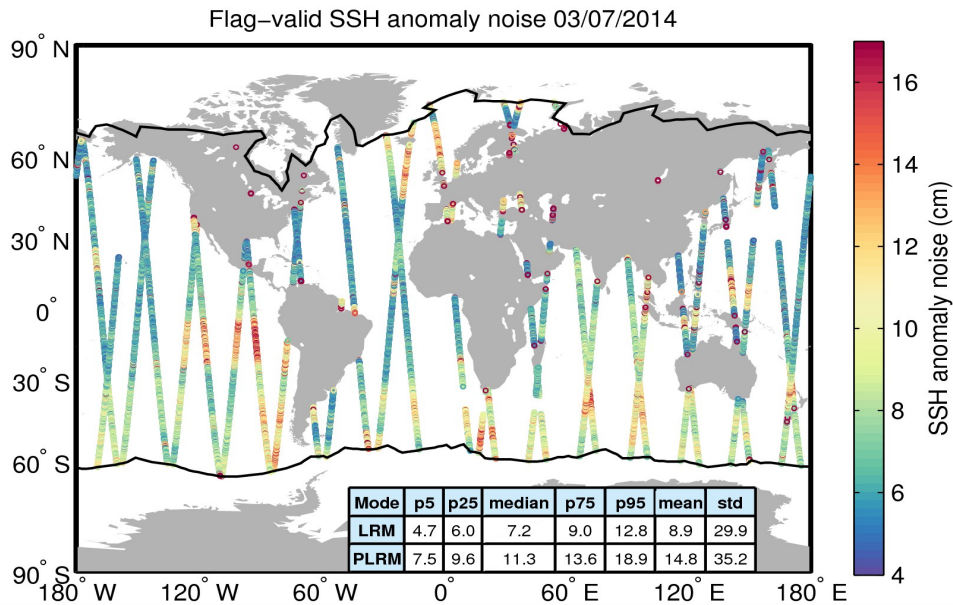 Flag−valid SSH anomaly noise 03/07/2014
90° N
60° N
30° N
0°
30° S
60° S
90° S
180° W
120° W
60° W
0°
60° E
120° E
180° E
Mode p5 p25 median p75 p95 mean std
LRM 4.7 6.0 7.2 9.0 12.8 8.9 29.9
PLRM 7.5 9.6 11.3 13.6 18.9 14.8 35.2
16
14
12
10
8
6
4
SSH anomaly noise (cm)